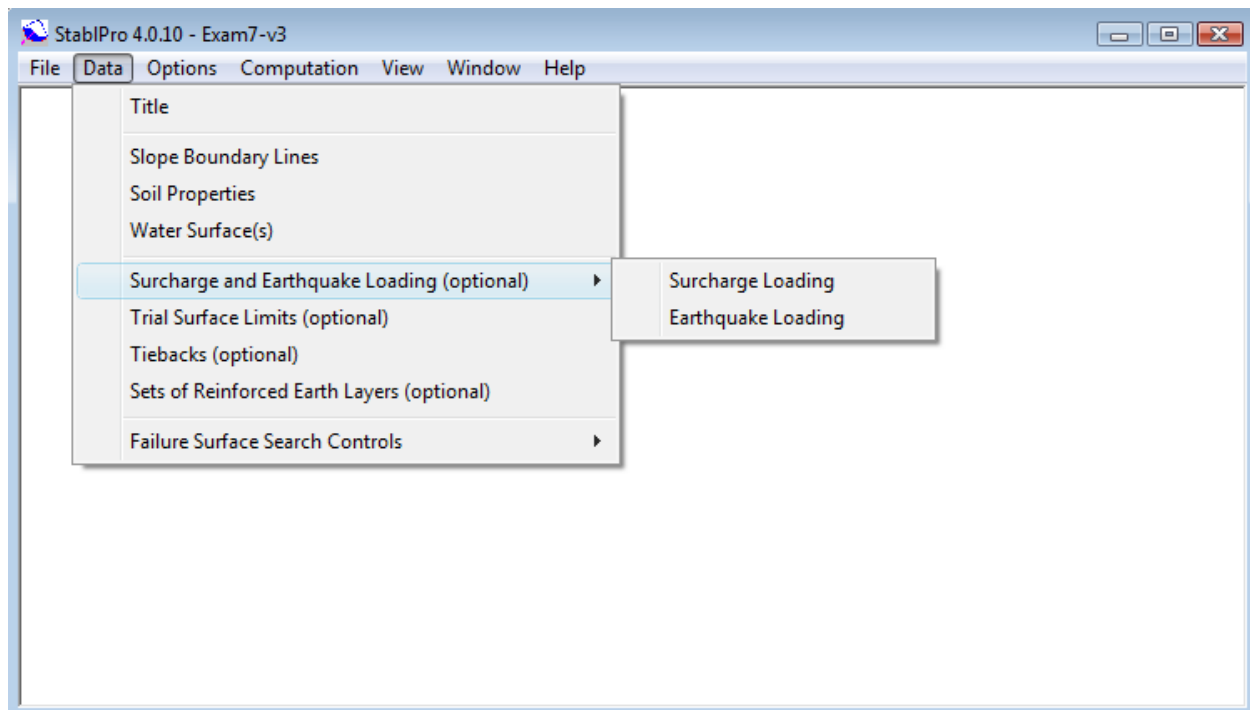 StablPro 4.0.10 - Exam7-v3
File Data Options Computation View Window Help
Title
Slope Boundary Lines
Soil Properties
Water Surface(s)
Surcharge and Earthquake Loading (optional)
Surcharge Loading
Earthquake Loading
Trial Surface Limits (optional)
Tiebacks (optional)
Sets of Reinforced Earth Layers (optional)
Failure Surface Search Controls